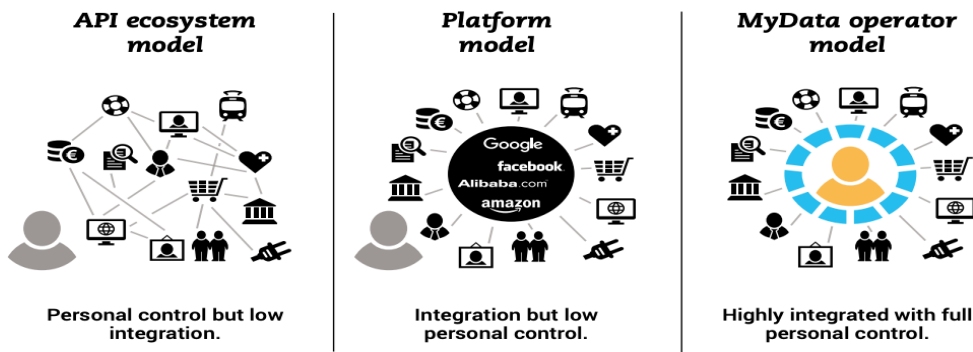 API ecosystem
model
Personal control but low
integration.
Platform
model
Google
facebook
Alibaba.com
amazon
Integration but low
personal control.
MyData operator
model
Highly integrated with full
personal control.